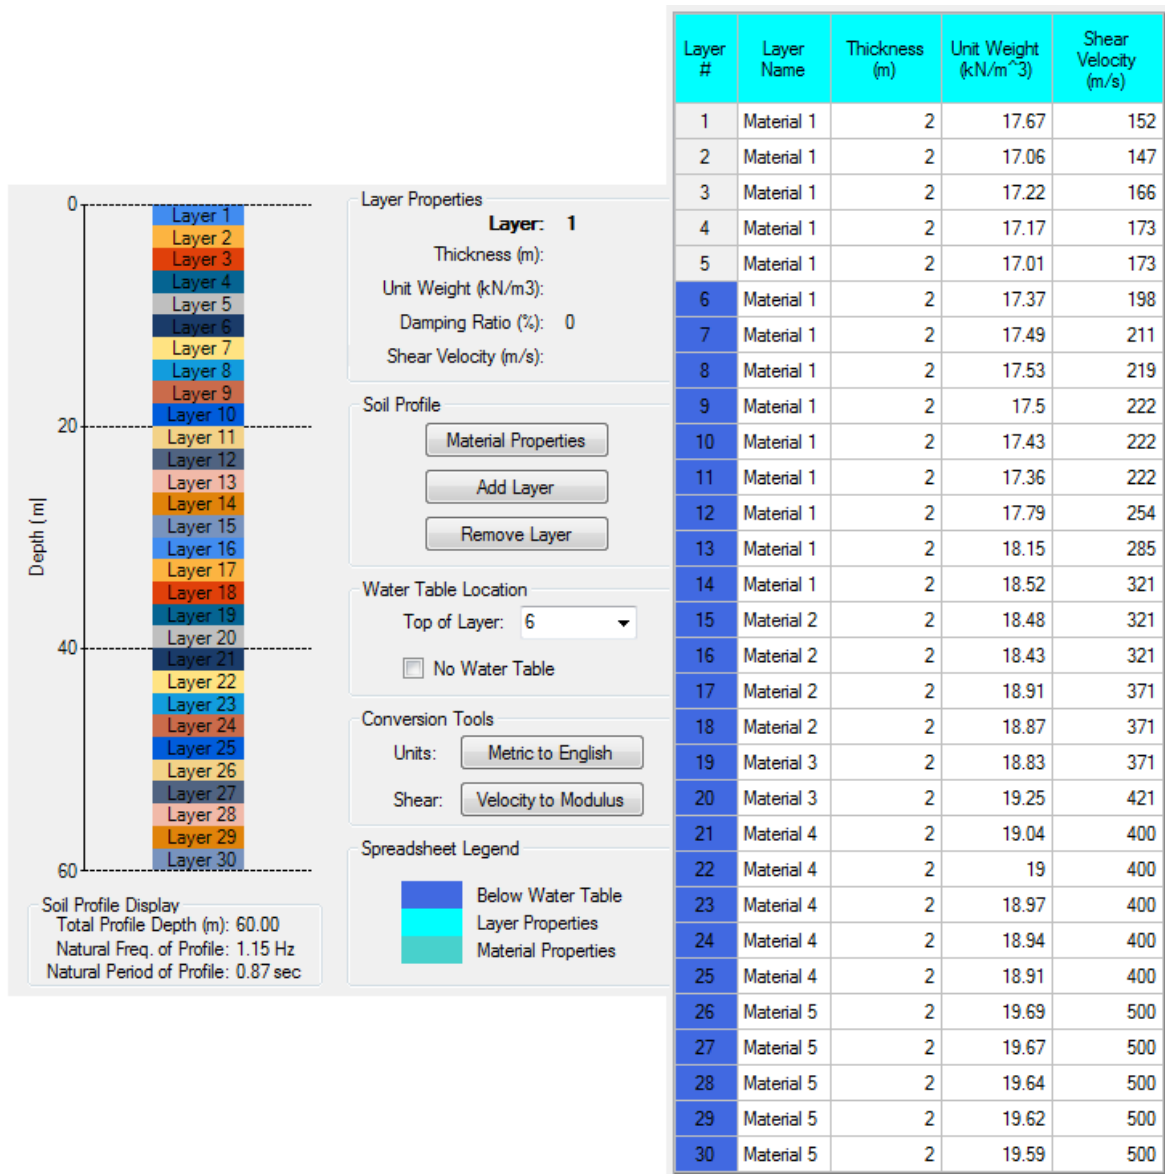 0
20
40
60
Depth (m)
Layer 1
Layer 2
Layer 3
Layer 4
Layer 5
Layer 6
Layer 7
Layer 8
Layer 9
Layer 10
Layer 11
Layer 12
Layer 13
Layer 14
Layer 15
Layer 16
Layer 17
Layer 18
Layer 19
Layer 20
Layer 21
Layer 22
Layer 23
Layer 24
Layer 25
Layer 26
Layer 27
Layer 28
Layer 29
Layer 30
Soil Profile Display
Total Profile Depth (m): 60.00
Natural Freq. of Profile: 1.15 Hz
Natural Period of Profile: 0.87 sec
Layer Properties
Layer: 1
Thickness (m):
Unit Weight (kN/m3):
Damping Ratio (%): 0
Shear Velocity (m/s):
Soil Profile
Material Properties
Add Layer
Remove Layer
Water Table Location
Top of Layer: 6
No Water Table
Conversion Tools
Units: Metric to English
Shear: Velocity to Modulus
Spreadsheet Legend
Below Water Table
Layer Properties
Material Properties
Layer # Layer Name Thickness (m) Unit Weight (kN/m^3) Shear Velocity (m/s)
1 Material 1 2 17.67 152
2 Material 1 2 17.06 147
3 Material 1 2 17.22 166
4 Material 1 2 17.17 173
5 Material 1 2 17.01 173
6 Material 1 2 17.37 198
7 Material 1 2 17.49 211
8 Material 1 2 17.53 219
9 Material 1 2 17.5 222
10 Material 1 2 17.43 222
11 Material 1 2 17.36 222
12 Material 1 2 17.79 254
13 Material 1 2 18.15 285
14 Material 1 2 18.52 321
15 Material 2 2 18.48 321
16 Material 2 2 18.43 321
17 Material 2 2 18.91 371
18 Material 2 2 18.87 371
19 Material 3 2 18.83 371
20 Material 3 2 19.25 421
21 Material 4 2 19.04 400
22 Material 4 2 19 400
23 Material 4 2 18.97 400
24 Material 4 2 18.94 400
25 Material 4 2 18.91 400
26 Material 5 2 19.69 500
27 Material 5 2 19.67 500
28 Material 5 2 19.64 500
29 Material 5 2 19.62 500
30 Material 5 2 19.59 500